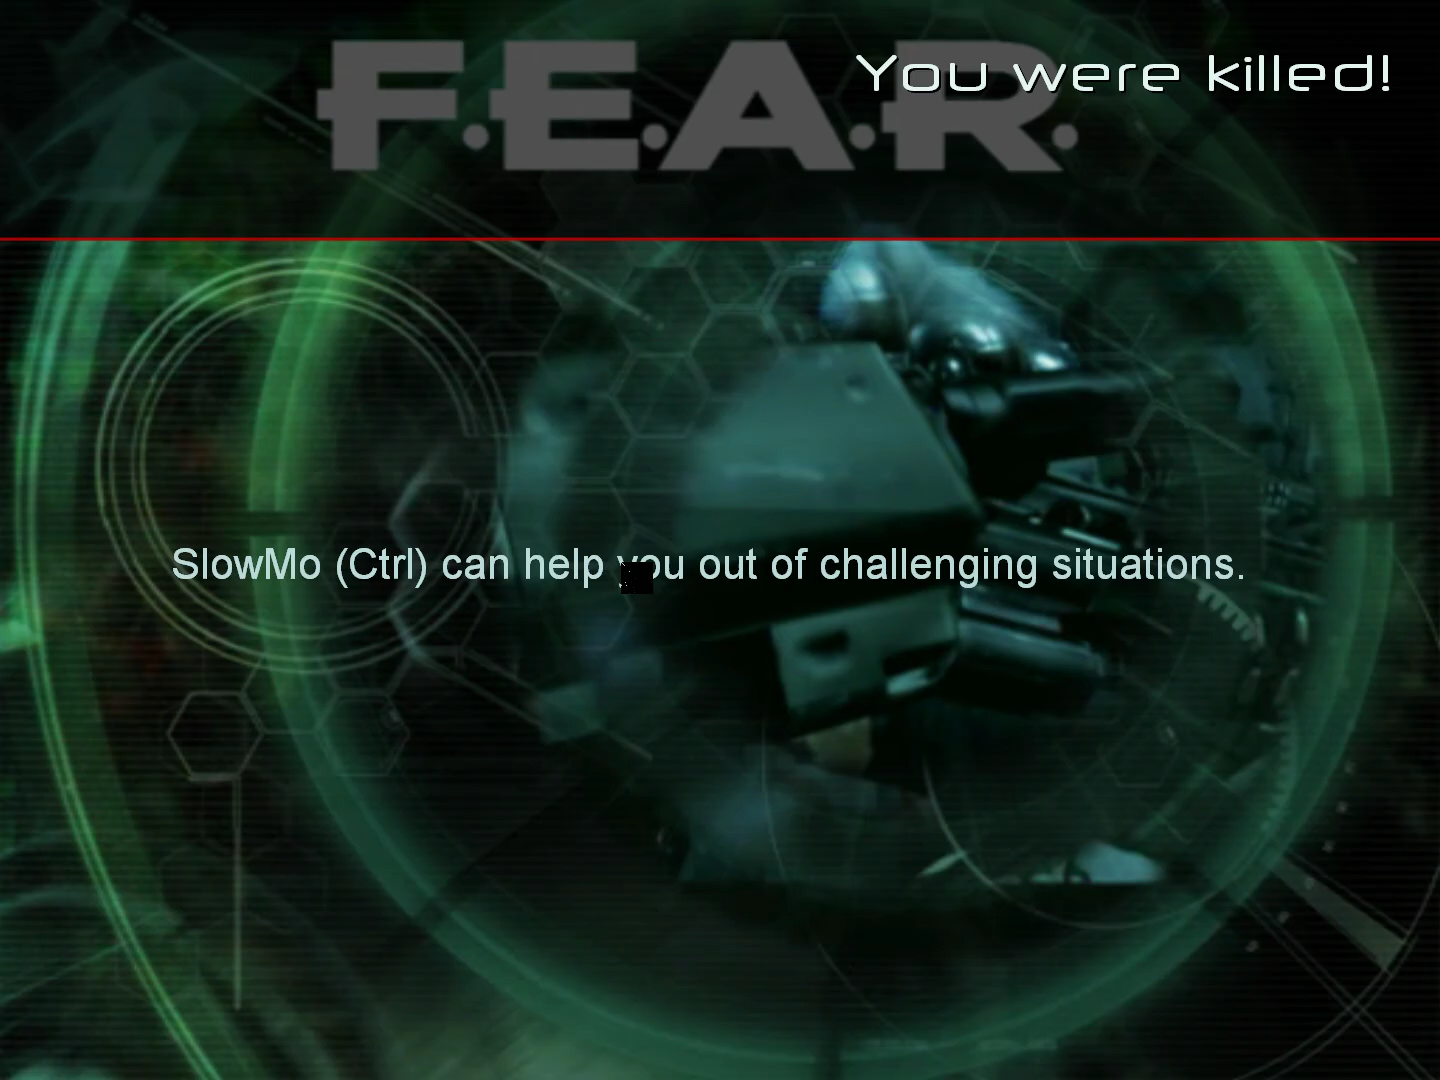 F.E.A.R.
You were killed!
SlowMo (Ctrl) can help you out of challenging situations.